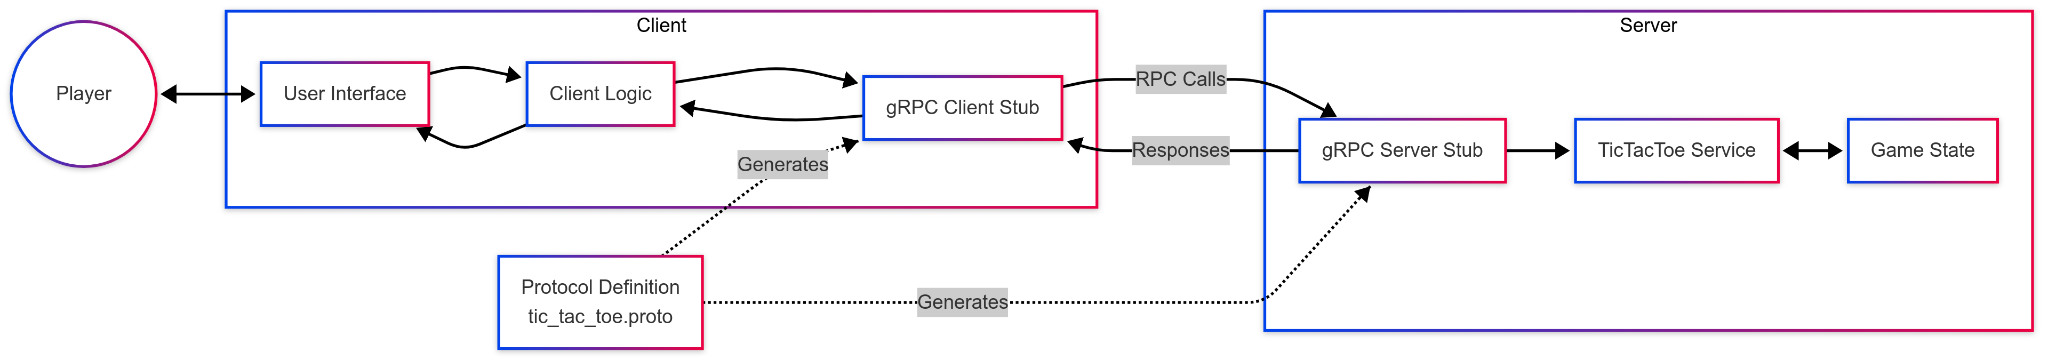 Client
Server
Player
User Interface
Client Logic
gRPC Client Stub
RPC Calls
Responses
gRPC Server Stub
TicTacToe Service
Game State
Generates
Protocol Definition
tic_tac_toe.proto
Generates